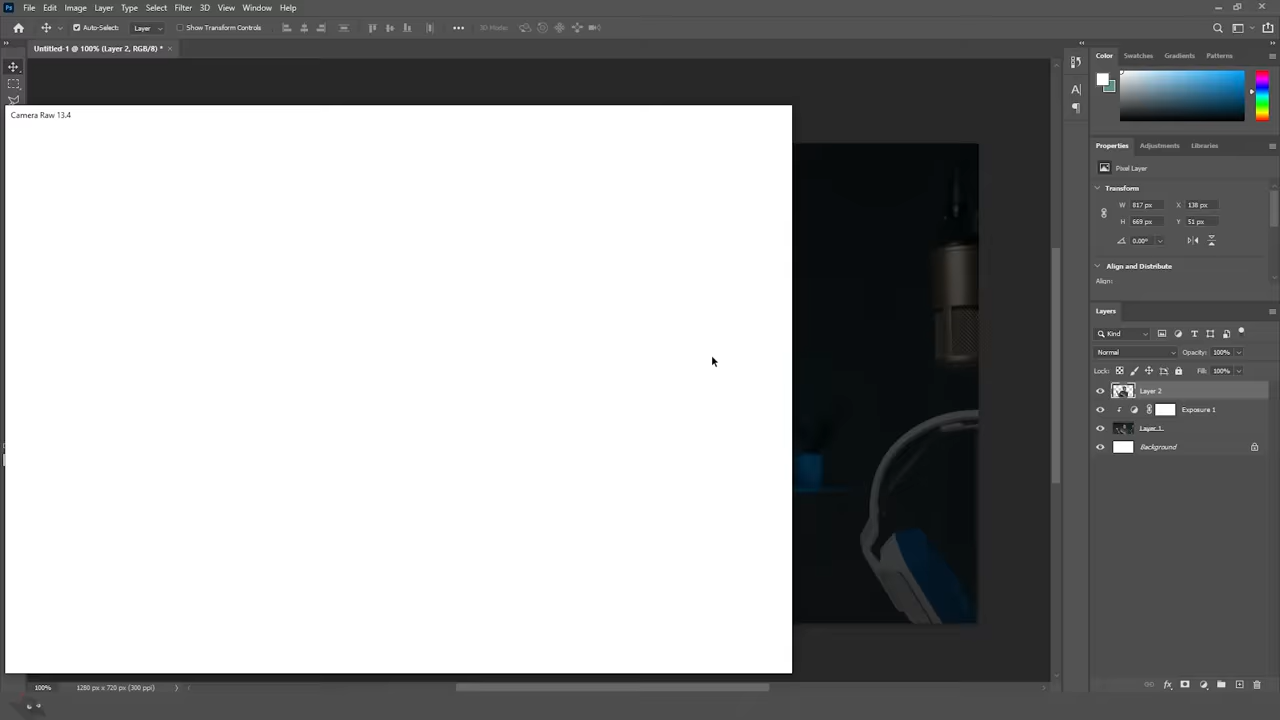 Ps File Edit Image Layer Type Select Filter 3D View Window Help
Auto-Select: Layer Show Transform Controls 3D Mode:
Untitled-1 @ 100% (Layer 2, RGB/8) *
Color Swatches Gradients Patterns
Camera Raw 13.4
Properties Adjustments Libraries
Pixel Layer
Transform
W 817 px X 138 px
H 669 px Y 51 px
0.00°
Align and Distribute
Align:
Layers
Kind
Normal Opacity: 100%
Lock: Fill: 100%
Layer 2
Exposure 1
Layer 1
Background
100% 1280 px x 720 px (300 ppi)